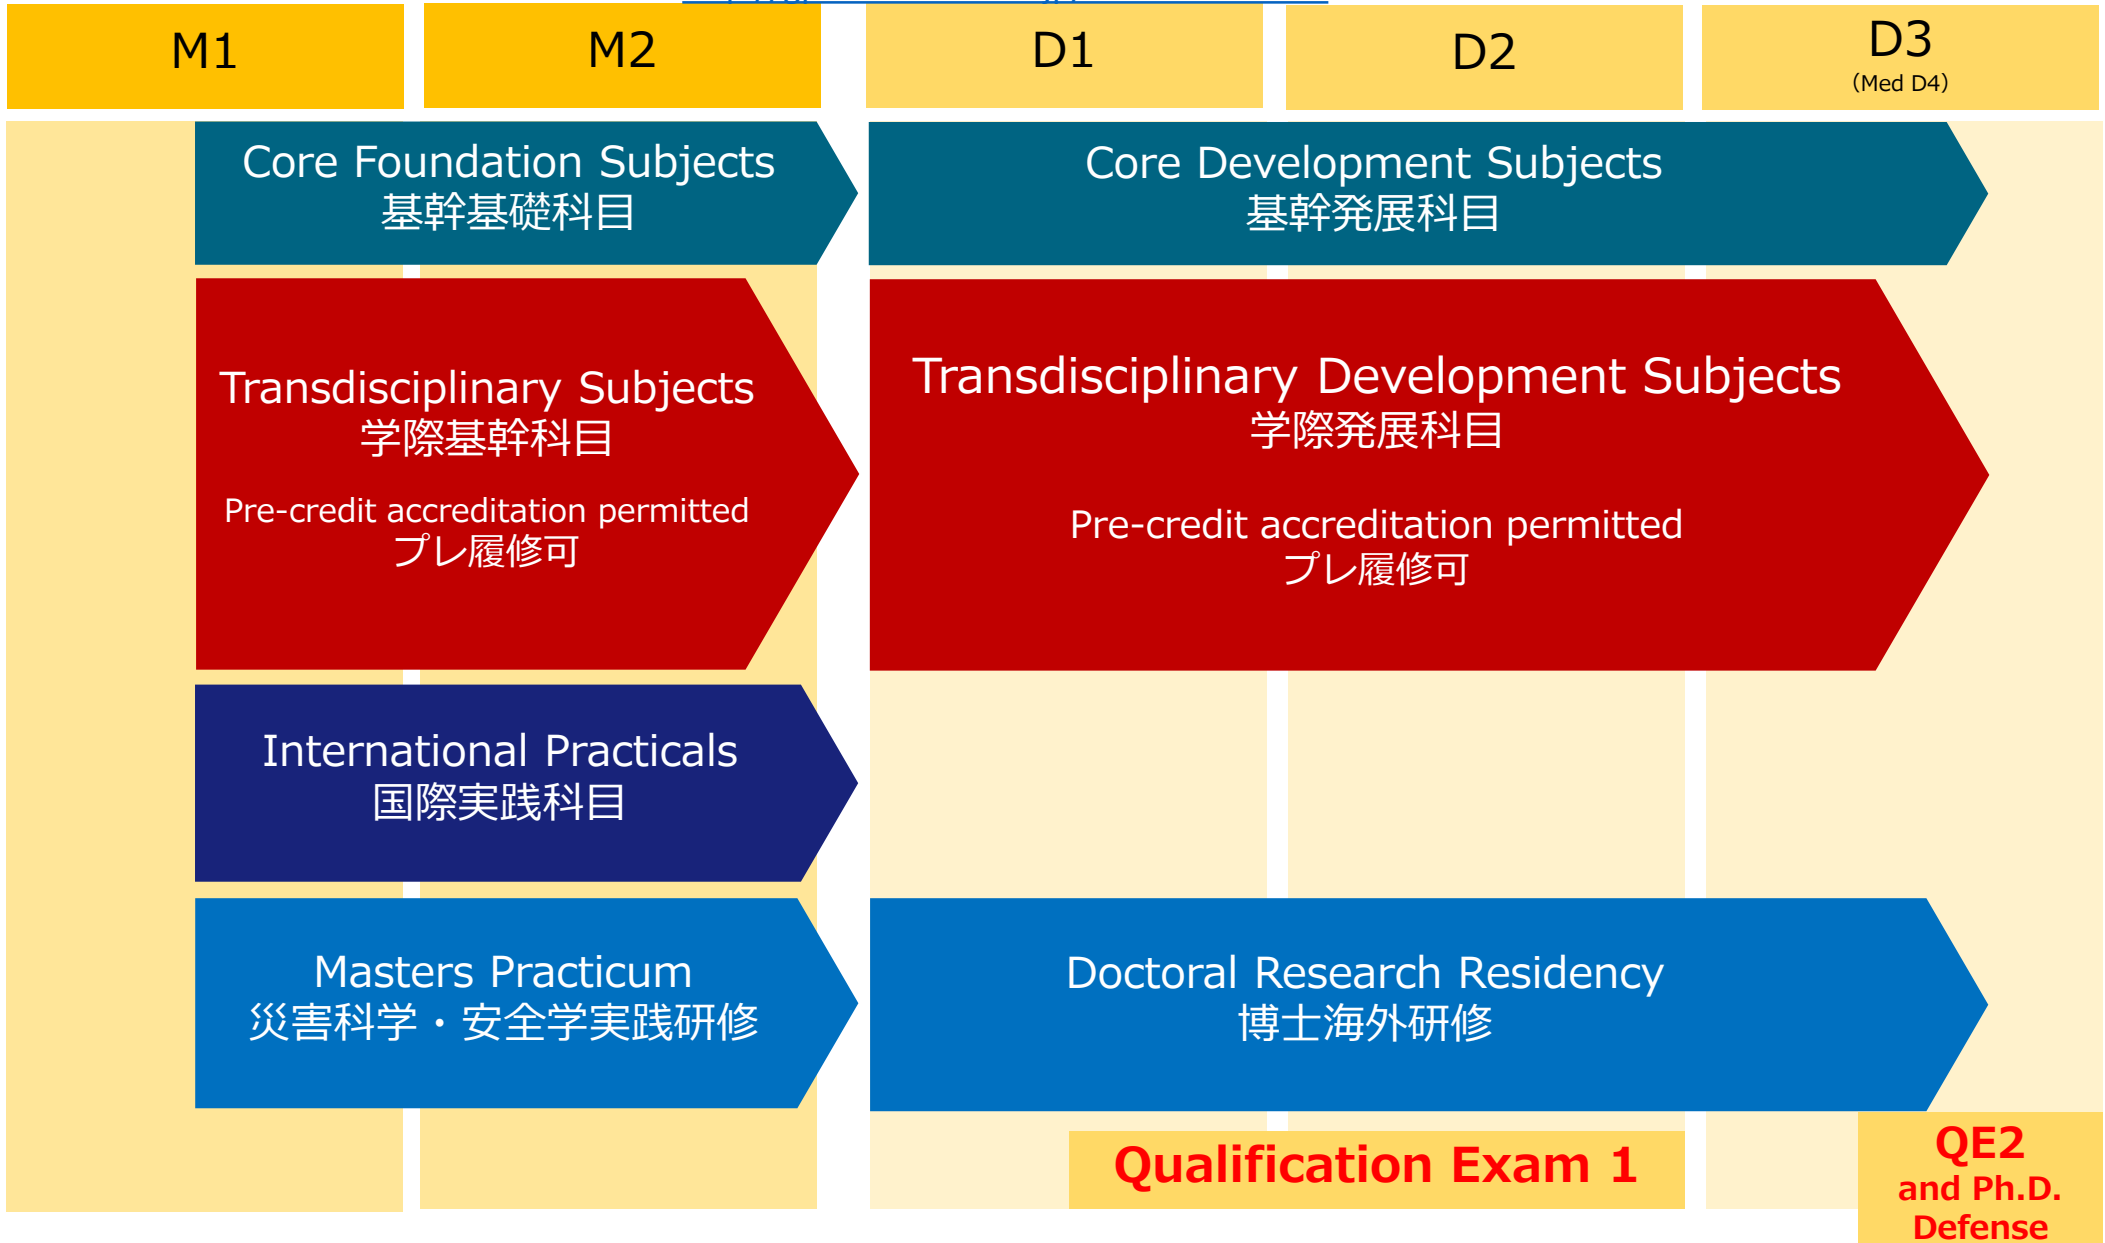 M1
M2
D1
D2
D3
(Med D4)
Core Foundation Subjects
基幹基礎科目
Core Development Subjects
基幹発展科目
Transdisciplinary Subjects
学際基幹科目
Pre-credit accreditation permitted
プレ履修可
Transdisciplinary Development Subjects
学際発展科目
Pre-credit accreditation permitted
プレ履修可
International Practicals
国際実践科目
Masters Practicum
災害科学・安全学実践研修
Doctoral Research Residency
博士海外研修
Qualification Exam 1
QE2
and Ph.D.
Defense